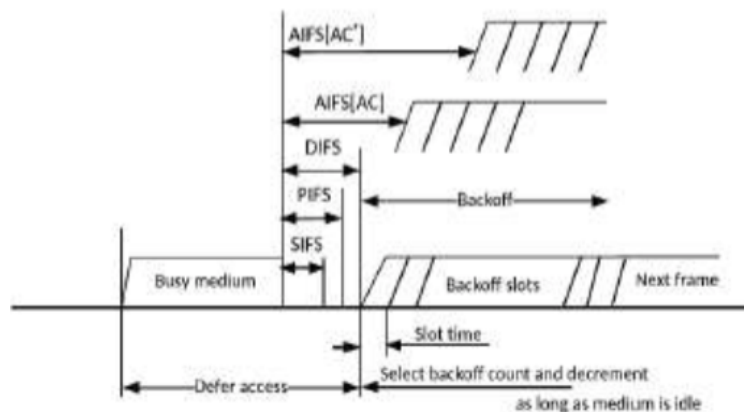 AIFS[AC']
AIFS[AC]
DIFS
PIFS
Backoff
SIFS
Busy medium
Backoff slots
Next frame
Slot time
Defer access
Select backoff count and decrement
as long as medium is idle